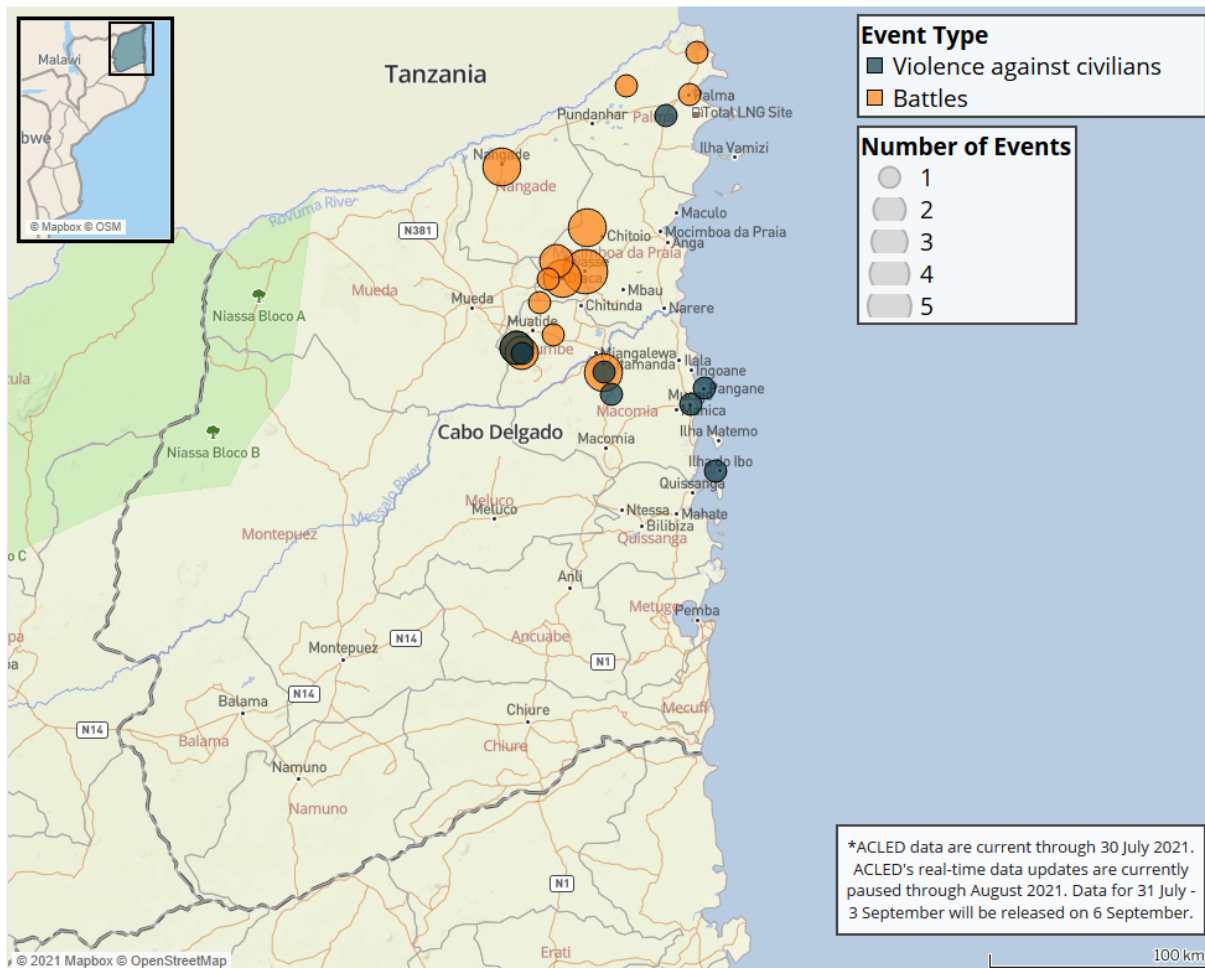 Malawi
bwe
© Mapbox © OSM
Tanzania
Event Type
Violence against civilians
Battles
Number of Events
1
2
3
4
5
Palma
Total LNG Site
Pundanhar
Palma
Ilha Vamizi
Nangade
Nangade
Rovuma River
N381
Maculo
Mocimboa da Praia
Chitoio
Anga
Mocimboa da Praia
Mueda
Mbau
Mueda
Chitunda
Narere
Niassa Bloco A
Muatide
Miangalewa
Ilala
Ingoane
Pangane
Manica
Macomia
Cabo Delgado
Ilha Matemo
Macomia
Niassa Bloco B
Ilha do Ibo
Quissanga
Messalo River
Meluco
Meluco
Ntessa
Mahate
Bilibiza
Quissanga
Montepuez
o C
Anli
Metuge
Pemba
Ancuabe
N14
Montepuez
N1
N14
Balama
Mecufi
Chiure
N14
Balama
Chiure
Namuno
Namuno
N1
Erati
*ACLED data are current through 30 July 2021.
ACLED's real-time data updates are currently
paused through August 2021. Data for 31 July -
3 September will be released on 6 September.
© 2021 Mapbox © OpenStreetMap
100 km